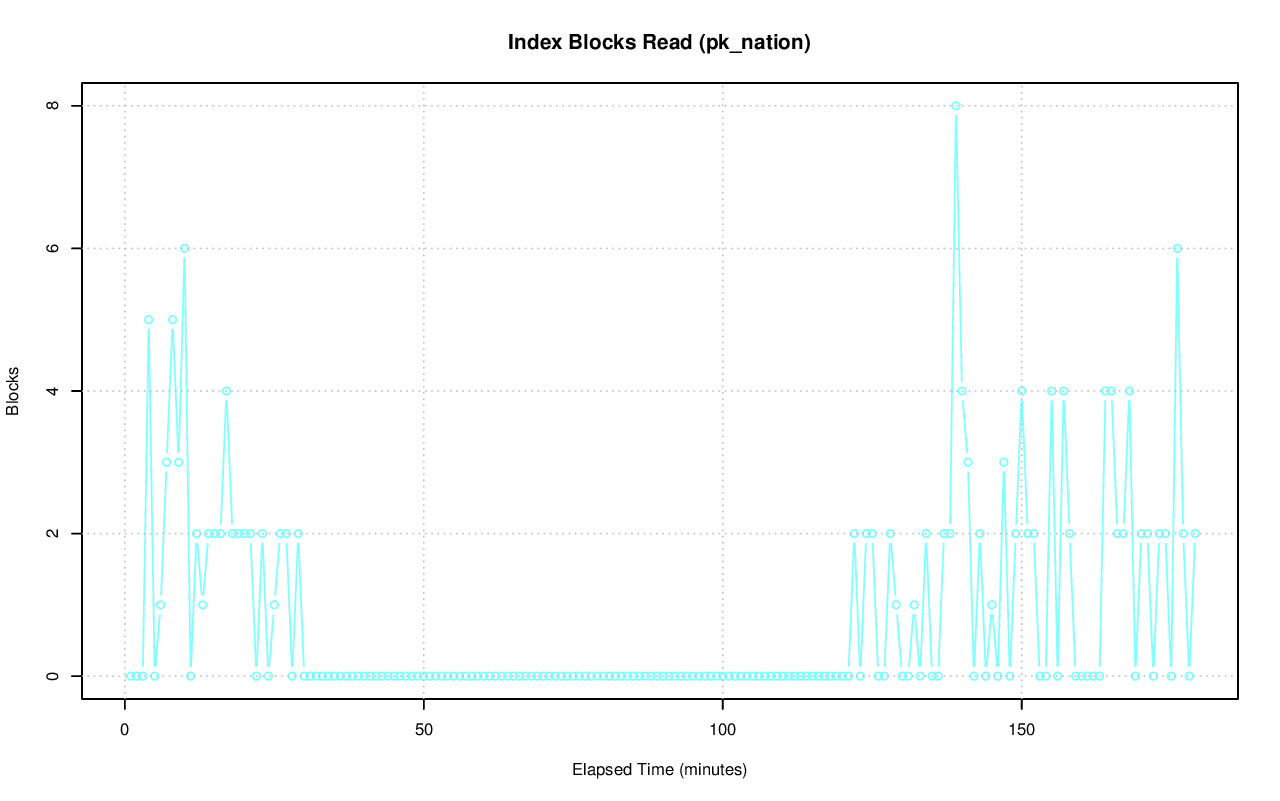 Index Blocks Read (pk_nation)
8
6
4
2
0
Blocks
0 50 100 150
Elapsed Time (minutes)